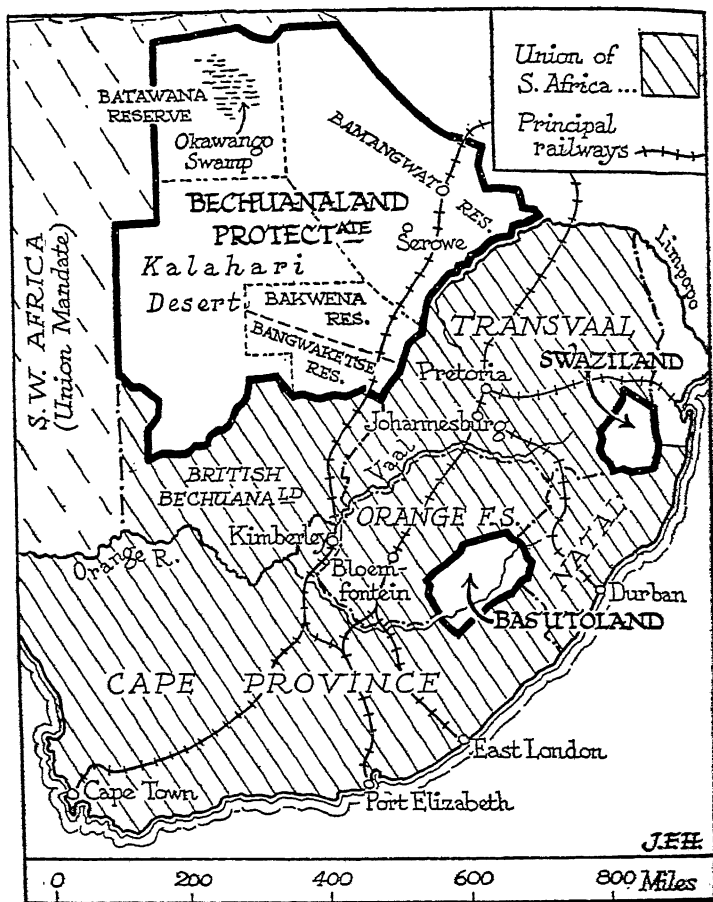 Union of
S. Africa ...
Principal
railways
BATAWANA
RESERVE
Okawango
Swamp
BAMANGWATO RES.
BECHUANALAND
PROTECTATE
Serowe
Kalahari
Desert
BAKWENA
RES.
BANGWAKETSE
RES.
S.W. AFRICA
(Union Mandate)
Limpopo
TRANSVAAL
SWAZILAND
Pretoria
Johannesburg
Vaal
BRITISH
BECHUANALD
ORANGE F.S.
NATAL
Kimberley
Orange R.
Bloem-
fontein
Durban
BASUTOLAND
CAPE PROVINCE
East London
Cape Town
Port Elizabeth
J.F.H.
0 200 400 600 800 Miles